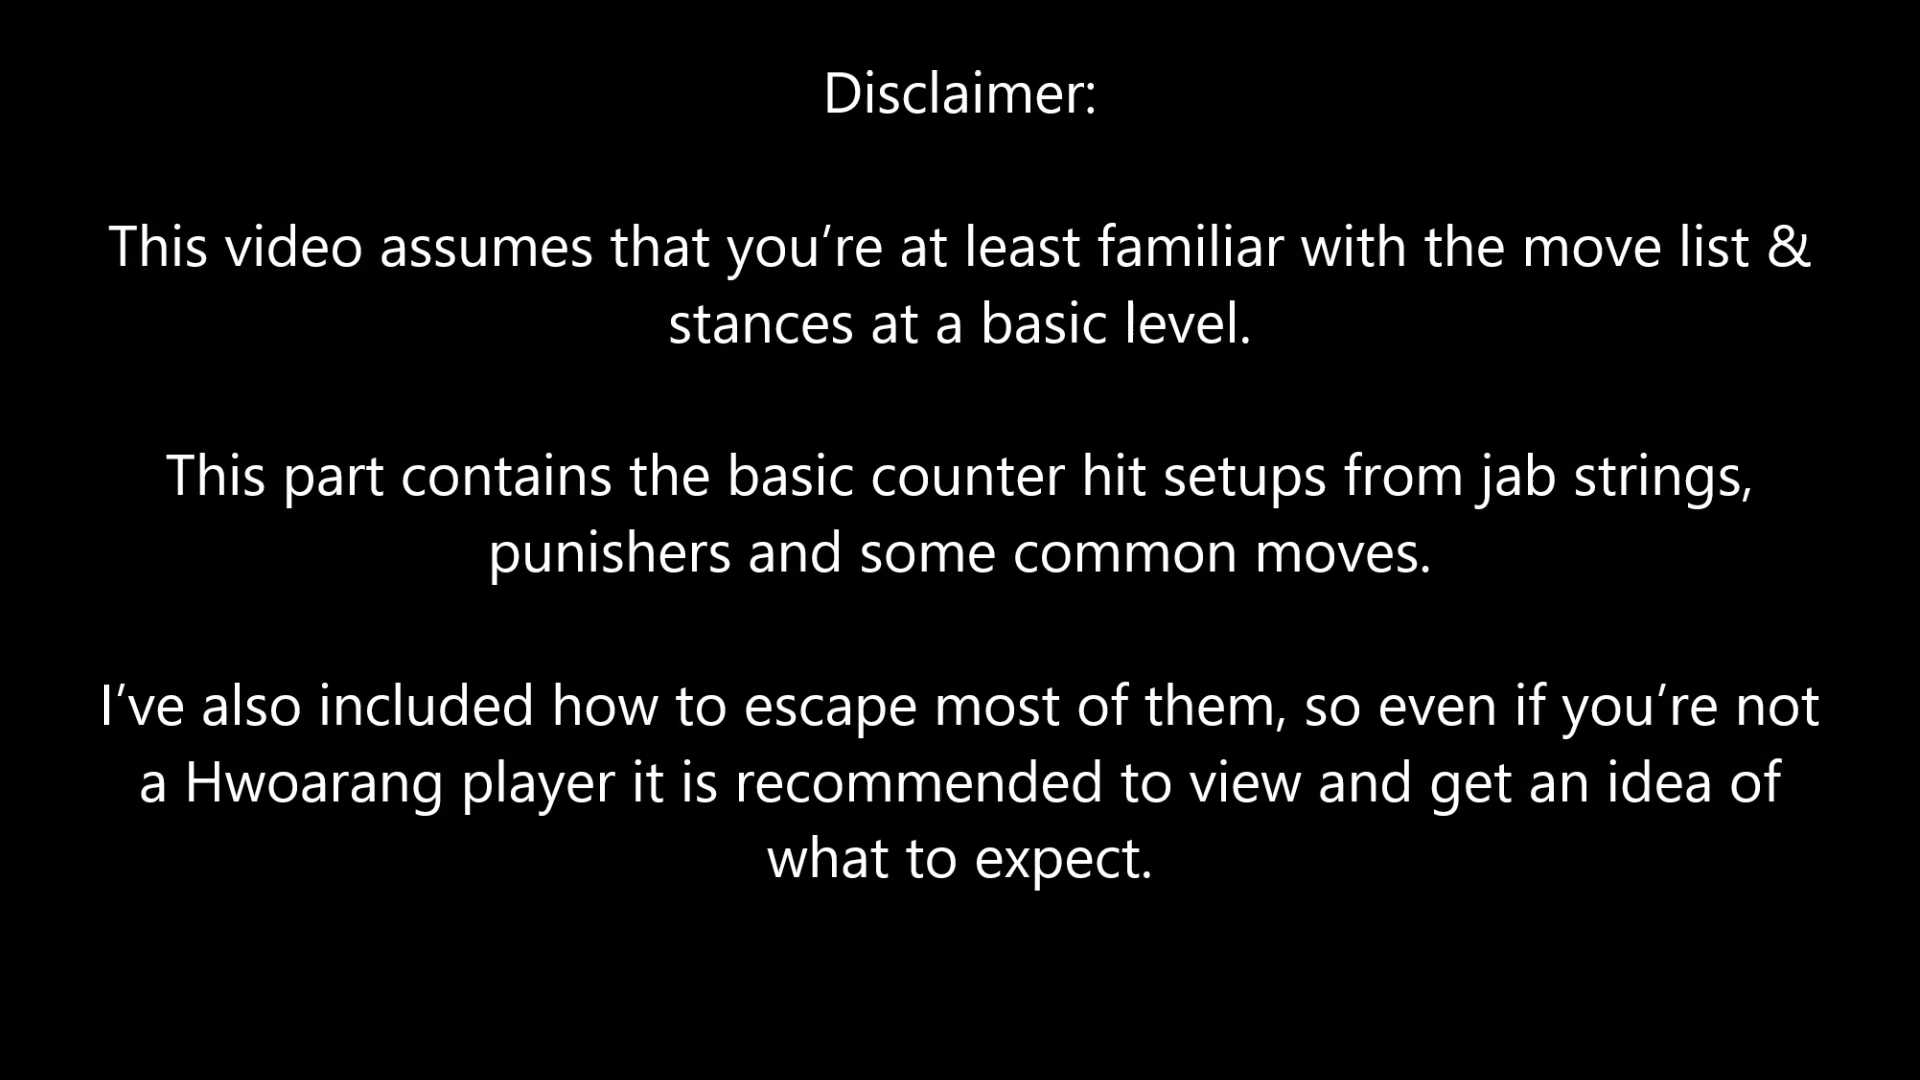 Disclaimer:
This video assumes that you’re at least familiar with the move list &
stances at a basic level.
This part contains the basic counter hit setups from jab strings,
punishers and some common moves.
I’ve also included how to escape most of them, so even if you’re not
a Hwoarang player it is recommended to view and get an idea of
what to expect.